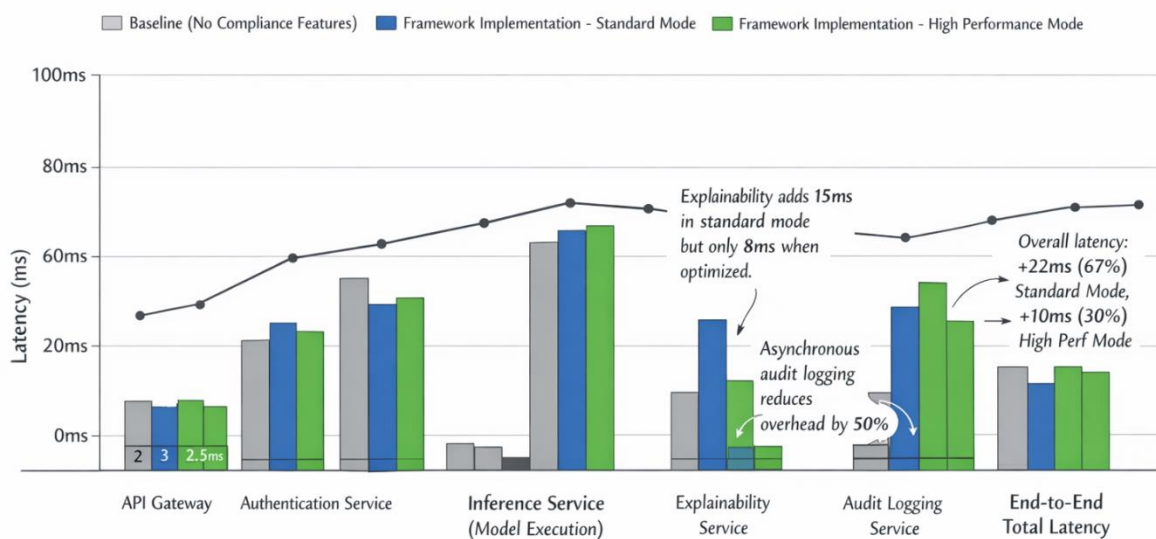 Baseline (No Compliance Features) Framework Implementation - Standard Mode Framework Implementation - High Performance Mode
100ms
80ms
60ms
20ms
0ms
Latency (ms)
Explainability adds 15ms
in standard mode
but only 8ms when
optimized.
Asynchronous
audit logging
reduces
overhead by 50%
Overall latency:
+22ms (67%)
Standard Mode,
+10ms (30%)
High Perf Mode
2 3 2.5ms
API Gateway
Authentication Service
Inference Service
(Model Execution)
Explainability
Service
Audit Logging
Service
End-to-End
Total Latency